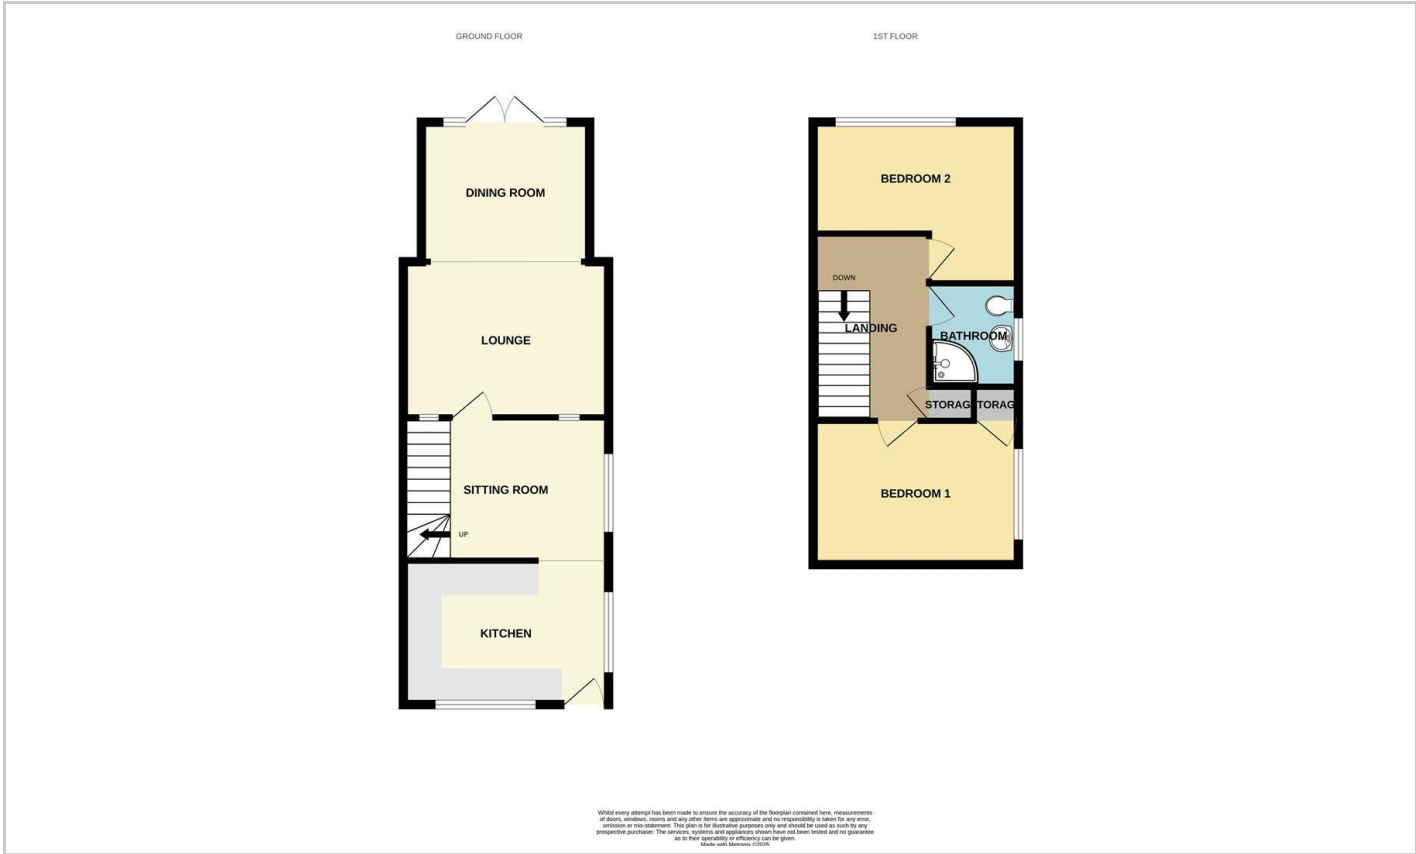 GROUND FLOOR
1ST FLOOR
DINING ROOM
LOUNGE
SITTING ROOM
UP
KITCHEN
BEDROOM 2
DOWN
LANDING
BATHROOM
STORAG
TORAG
BEDROOM 1
Whilst every attempt has been made to ensure the accuracy of the floorplan contained here, measurements
of doors, windows, rooms and any other items are approximate and no responsibility is taken for any error,
omission or mis-statement. This plan is for illustrative purposes only and should be used as such by any
prospective purchaser. The services, systems and appliances shown have not been tested and no guarantee
as to their operability or efficiency can be given.
Made with Metropix ©2025